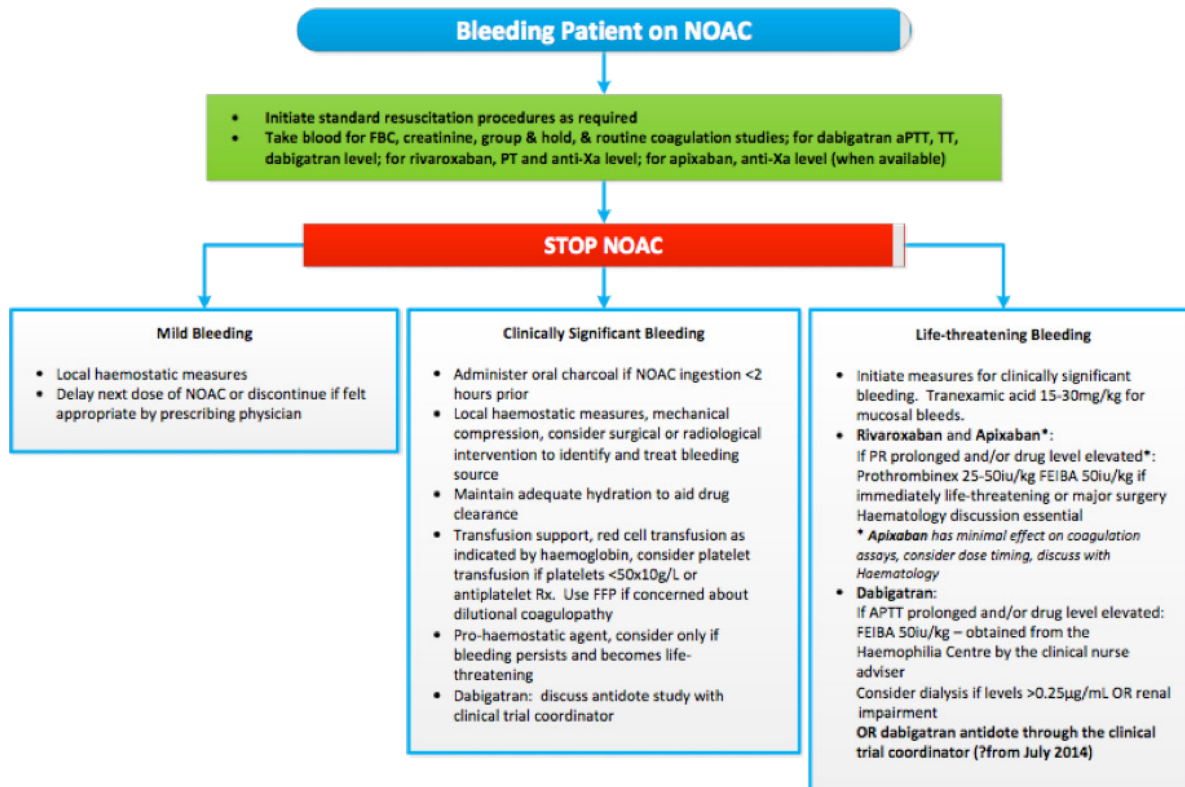 Bleeding Patient on NOAC
• Initiate standard resuscitation procedures as required
• Take blood for FBC, creatinine, group & hold, & routine coagulation studies; for dabigatran aPTT, TT,
dabigatran level; for rivaroxaban, PT and anti-Xa level; for apixaban, anti-Xa level (when available)
STOP NOAC
Mild Bleeding
• Local haemostatic measures
• Delay next dose of NOAC or discontinue if felt
appropriate by prescribing physician
Clinically Significant Bleeding
• Administer oral charcoal if NOAC ingestion <2
hours prior
• Local haemostatic measures, mechanical
compression, consider surgical or radiological
intervention to identify and treat bleeding
source
• Maintain adequate hydration to aid drug
clearance
• Transfusion support, red cell transfusion as
indicated by haemoglobin, consider platelet
transfusion if platelets <50x10g/L or
antiplatelet Rx. Use FFP if concerned about
dilutional coagulopathy
• Pro-haemostatic agent, consider only if
bleeding persists and becomes life-
threatening
• Dabigatran: discuss antidote study with
clinical trial coordinator
Life-threatening Bleeding
• Initiate measures for clinically significant
bleeding. Tranexamic acid 15-30mg/kg for
mucosal bleeds.
• Rivaroxaban and Apixaban*:
If PR prolonged and/or drug level elevated*:
Prothrombinex 25-50iu/kg FEIBA 50iu/kg if
immediately life-threatening or major surgery
Haematology discussion essential
* Apixaban has minimal effect on coagulation
assays, consider dose timing, discuss with
Haematology
• Dabigatran:
If APTT prolonged and/or drug level elevated:
FEIBA 50iu/kg – obtained from the
Haemophilia Centre by the clinical nurse
adviser
Consider dialysis if levels >0.25µg/mL OR renal
impairment
OR dabigatran antidote through the clinical
trial coordinator (?from July 2014)